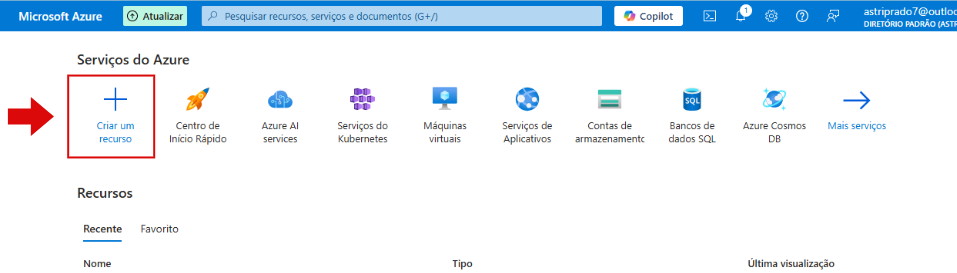 Microsoft Azure Atualizar Pesquisar recursos, serviços e documentos (G+/) Copilot 1 astriprado7@outloo
DIRETÓRIO PADRÃO (ASTR
Serviços do Azure
Criar um recurso
Centro de Início Rápido
Azure AI services
Serviços do Kubernetes
Máquinas virtuais
Serviços de Aplicativos
Contas de armazenamento
SQL
Bancos de dados SQL
Azure Cosmos DB
Mais serviços
Recursos
Recente Favorito
Nome Tipo Última visualização